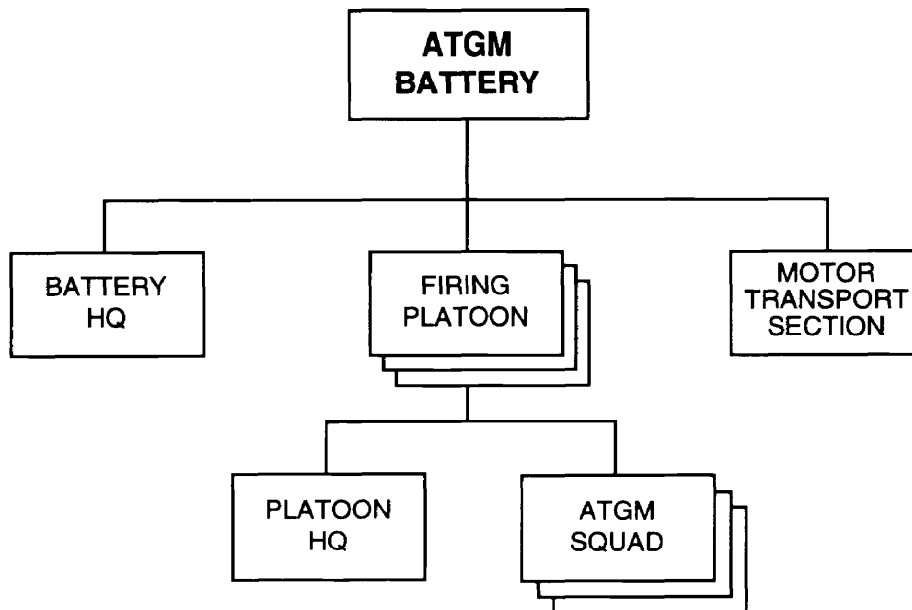 ATGM
BATTERY
BATTERY
HQ
FIRING
PLATOON
MOTOR
TRANSPORT
SECTION
PLATOON
HQ
ATGM
SQUAD